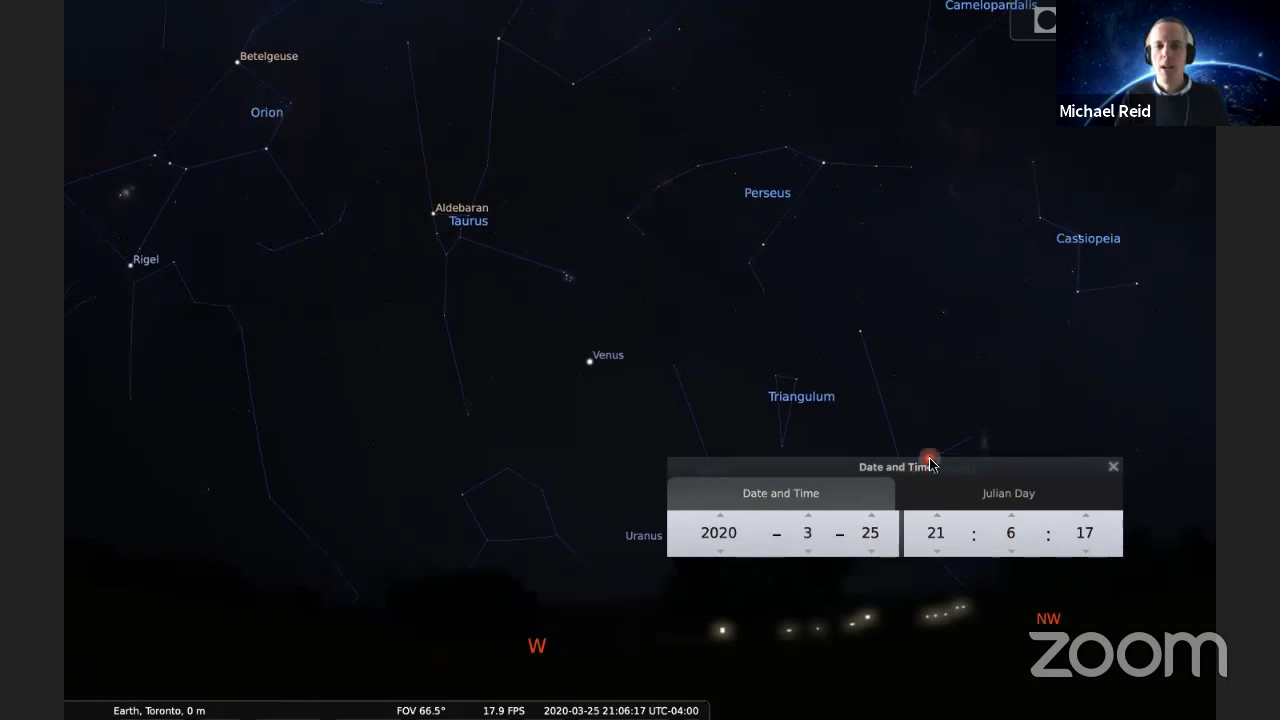 Camelopardalis
Betelgeuse
Michael Reid
Orion
Perseus
Aldebaran
Taurus
Cassiopeia
Rigel
Venus
Triangulum
Date and Time
Date and Time
Julian Day
Uranus
2020 – 3 – 25 21 : 6 : 17
NW
W
zoom
Earth, Toronto, 0 m FOV 66.5° 17.9 FPS 2020-03-25 21:06:17 UTC-04:00